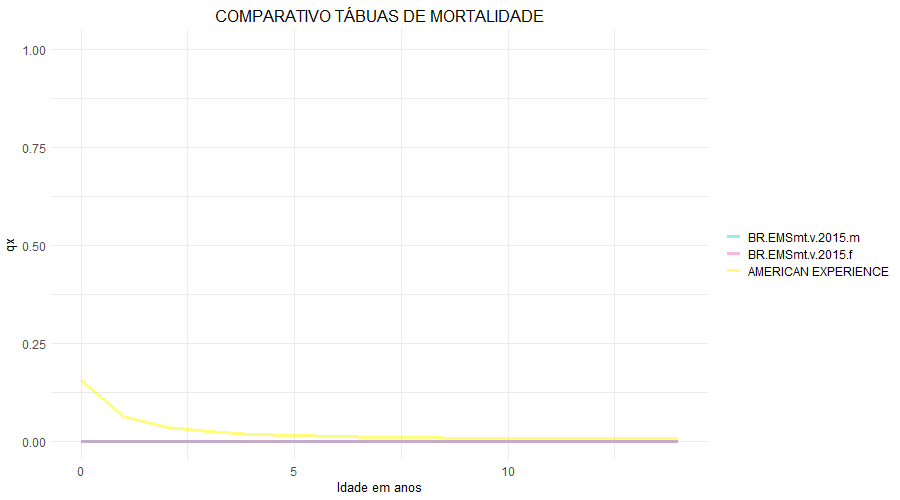 COMPARATIVO TÁBUAS DE MORTALIDADE
1.00
0.75
0.50
0.25
0.00
qx
0 5 10
Idade em anos
BR.EMSmt.v.2015.m
BR.EMSmt.v.2015.f
AMERICAN EXPERIENCE